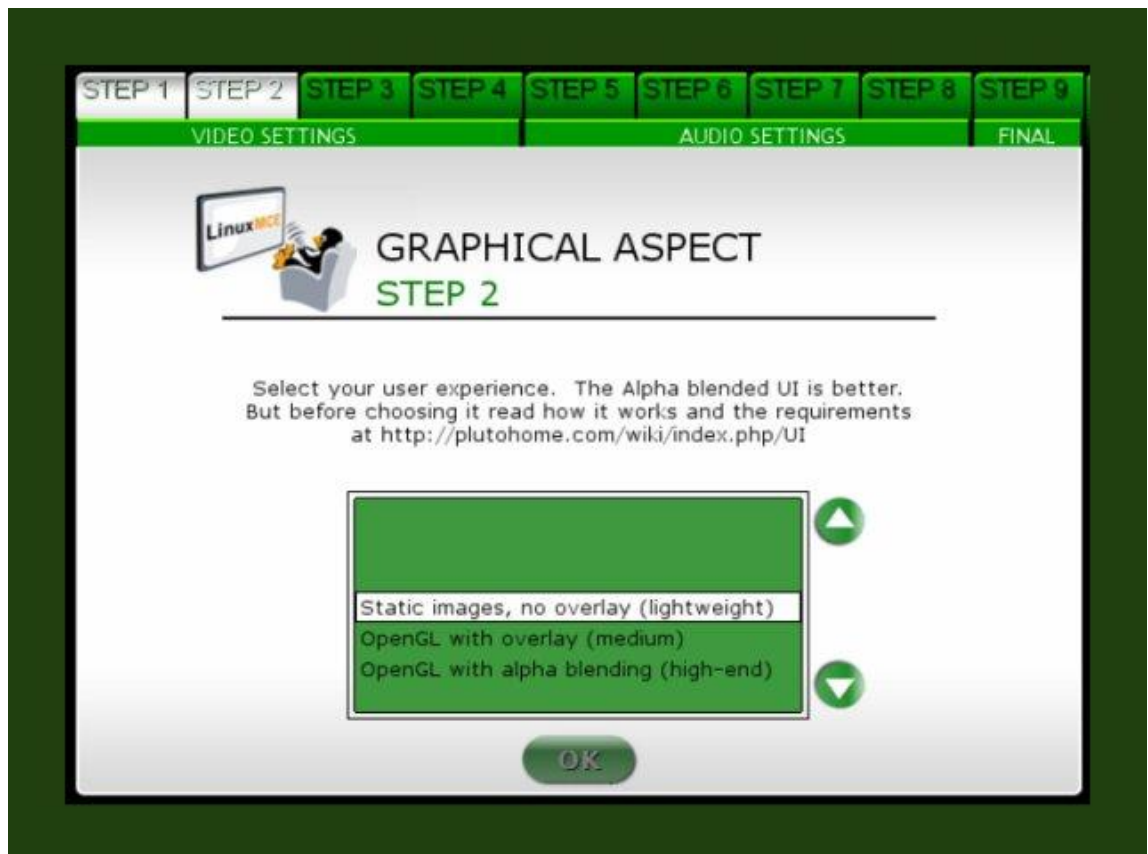 STEP 1 STEP 2 STEP 3 STEP 4 STEP 5 STEP 6 STEP 7 STEP 8 STEP 9
VIDEO SETTINGS AUDIO SETTINGS FINAL
LinuxMCE
GRAPHICAL ASPECT
STEP 2
Select your user experience. The Alpha blended UI is better.
But before choosing it read how it works and the requirements
at http://plutohome.com/wiki/index.php/UI
Static images, no overlay (lightweight)
OpenGL with overlay (medium)
OpenGL with alpha blending (high-end)
OK